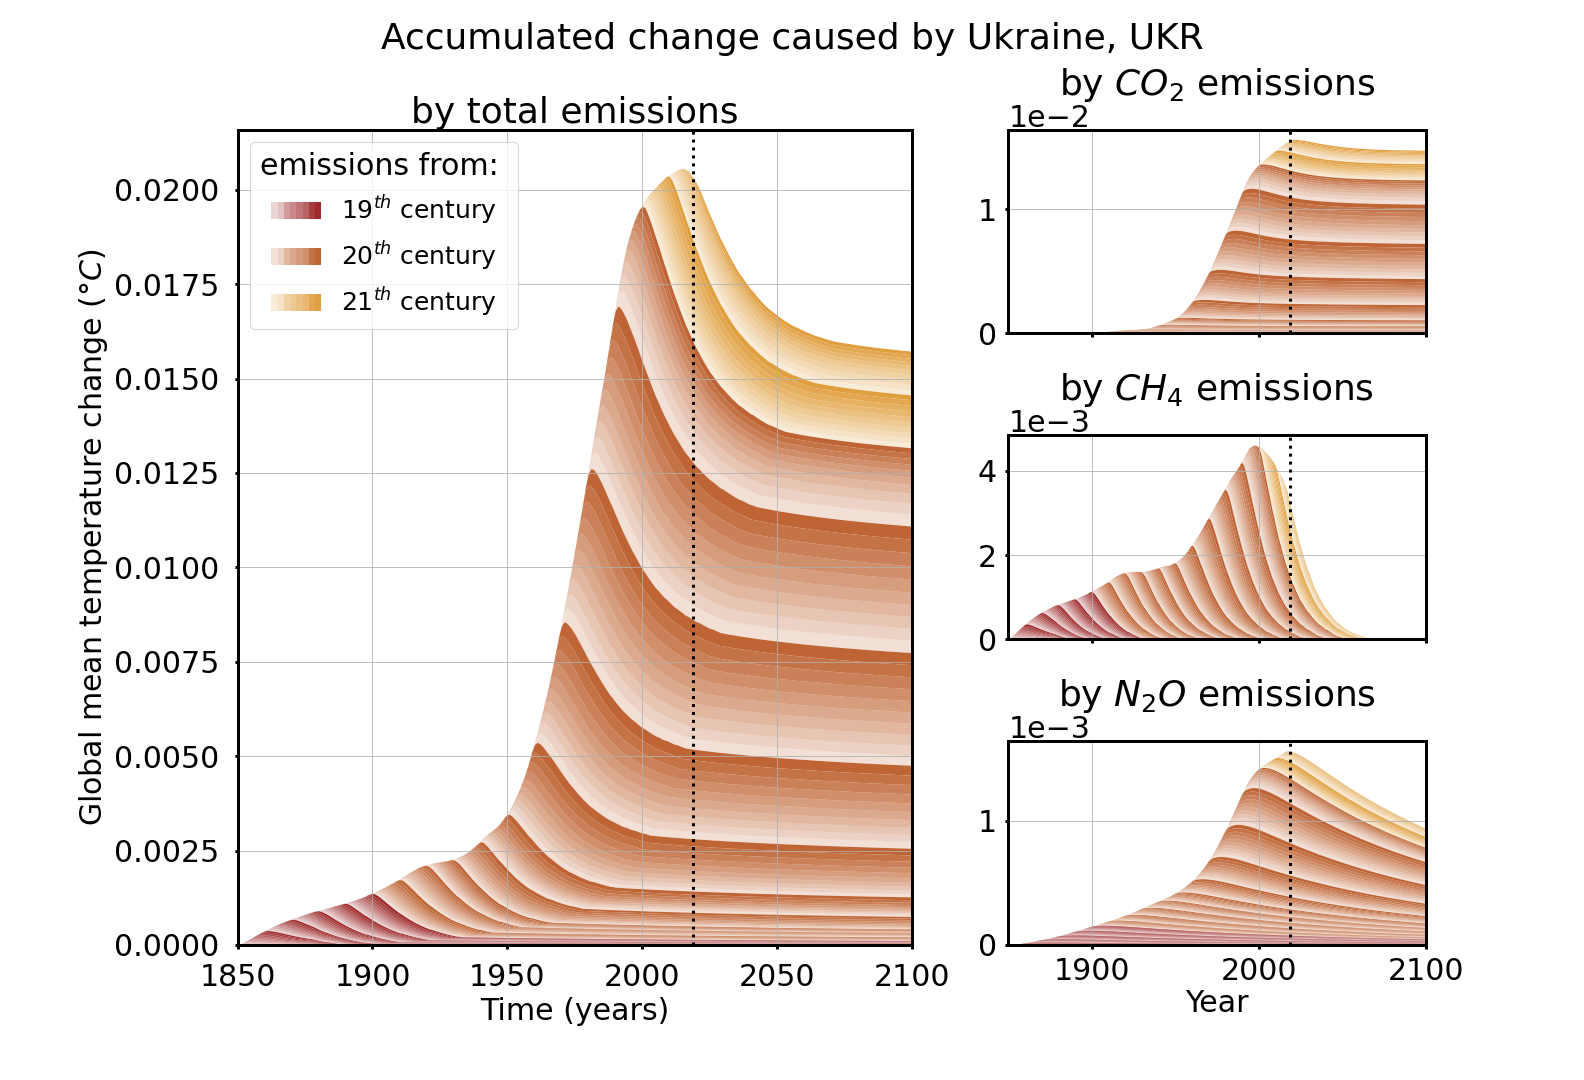 Accumulated change caused by Ukraine, UKR
by total emissions
emissions from:
19th century
20th century
21th century
Global mean temperature change (°C)
0.0200
0.0175
0.0150
0.0125
0.0100
0.0075
0.0050
0.0025
0.0000
1850 1900 1950 2000 2050 2100
Time (years)
by CO2 emissions
1e−2
1
0
by CH4 emissions
1e−3
4
2
0
by N2O emissions
1e−3
1
0
1900 2000 2100
Year